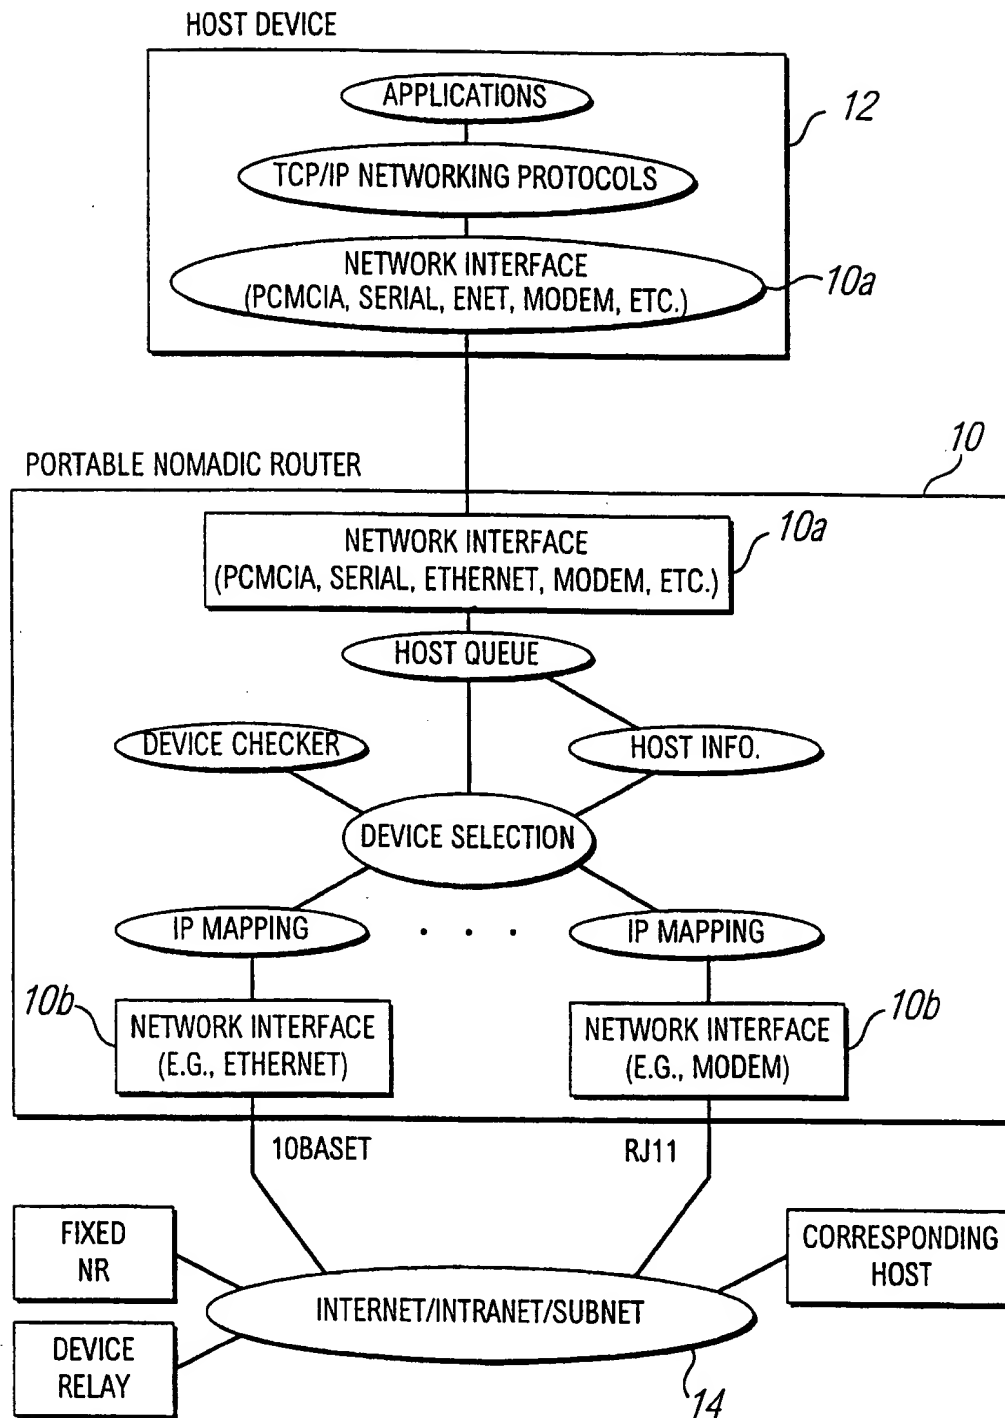 HOST DEVICE
APPLICATIONS
12
TCP/IP NETWORKING PROTOCOLS
NETWORK INTERFACE
(PCMCIA, SERIAL, ENET, MODEM, ETC.)
10a
10
PORTABLE NOMADIC ROUTER
NETWORK INTERFACE
(PCMCIA, SERIAL, ETHERNET, MODEM, ETC.)
10a
HOST QUEUE
DEVICE CHECKER
HOST INFO.
DEVICE SELECTION
IP MAPPING
. . .
IP MAPPING
10b
NETWORK INTERFACE
(E.G., ETHERNET)
NETWORK INTERFACE
(E.G., MODEM)
10b
10BASET
RJ11
FIXED
NR
CORRESPONDING
HOST
INTERNET/INTRANET/SUBNET
DEVICE
RELAY
14